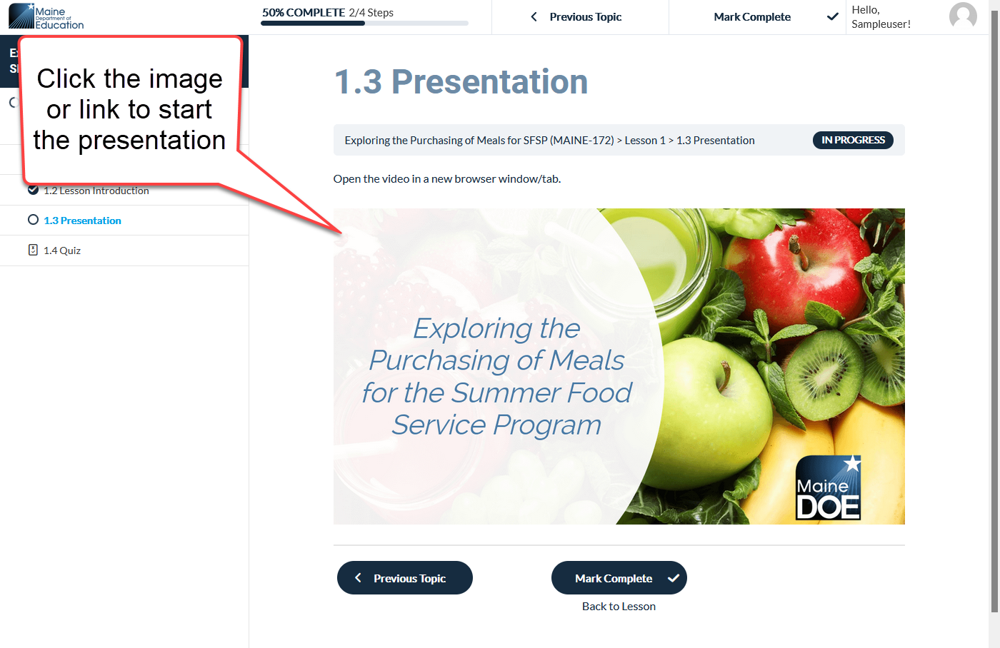 Maine
Department of
Education
50% COMPLETE 2/4 Steps
Previous Topic
Mark Complete
Hello,
Sampleuser!
Click the image
or link to start
the presentation
1.2 Lesson Introduction
1.3 Presentation
1.4 Quiz
1.3 Presentation
Exploring the Purchasing of Meals for SFSP (MAINE-172) > Lesson 1 > 1.3 Presentation
IN PROGRESS
Open the video in a new browser window/tab.
Exploring the
Purchasing of Meals
for the Summer Food
Service Program
Maine
DOE
Previous Topic
Mark Complete
Back to Lesson